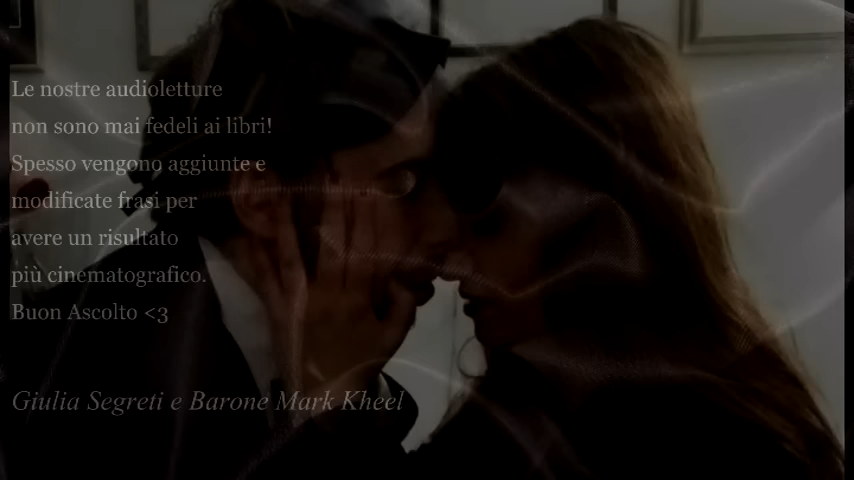 Le nostre audioletture
non sono mai fedeli ai libri!
Spesso vengono aggiunte e
modificate frasi per
avere un risultato
più cinematografico.
Buon Ascolto <3
Giulia Segreti e Barone Mark Kheel